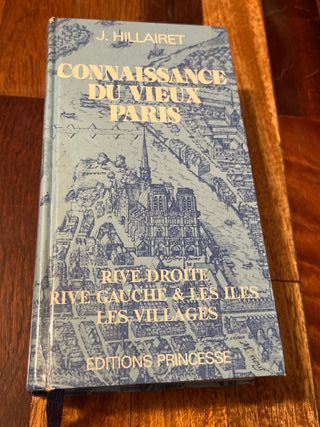 J. HILLAIRET
CONNAISSANCE
DU VIEUX
PARIS
RIVE DROITE
RIVE GAUCHE & LES ILES
LES VILLAGES
EDITIONS PRINCESSE